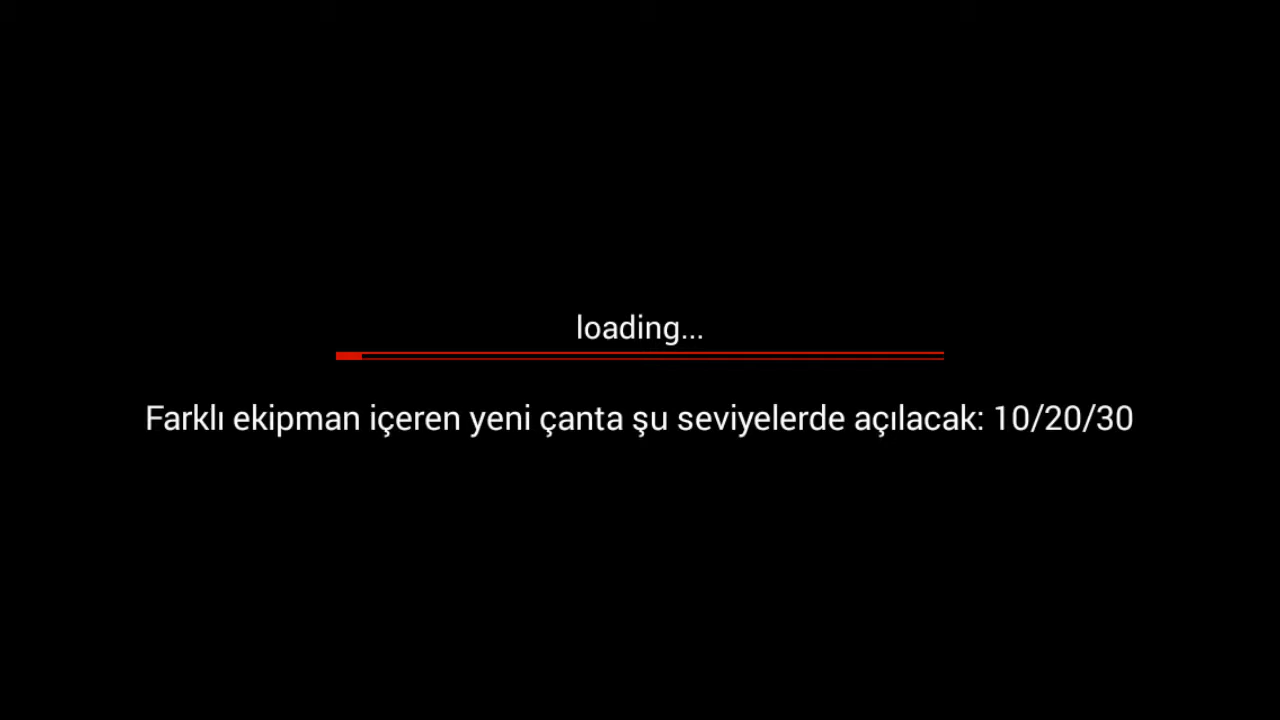 loading...
Farklı ekipman içeren yeni çanta şu seviyelerde açılacak: 10/20/30